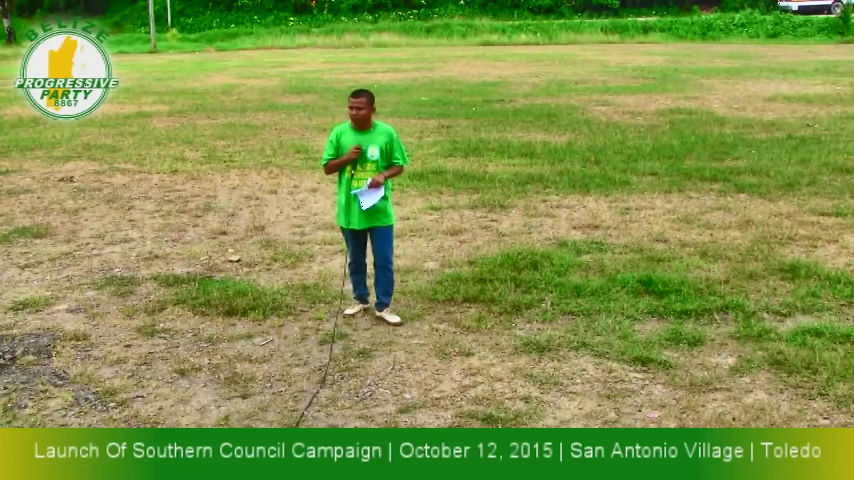 BELIZE
PROGRESSIVE
PARTY
8867
Launch Of Southern Council Campaign | October 12, 2015 | San Antonio Village | Toledo